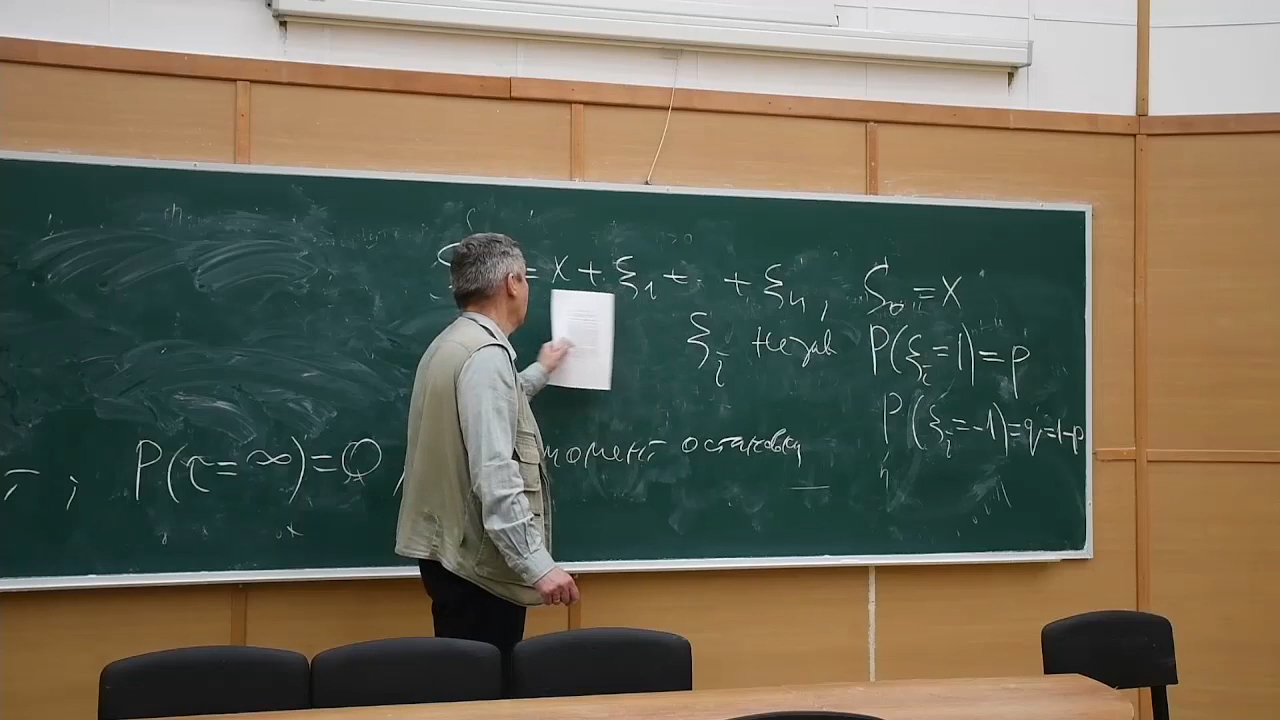 S = x + ξ₁ + + ξₙ, S₀ = x
ξᵢ незав P(ξᵢ = 1) = p
P(ξᵢ = -1) = q = 1-p
P(τ = ∞) = 0, момент остановки